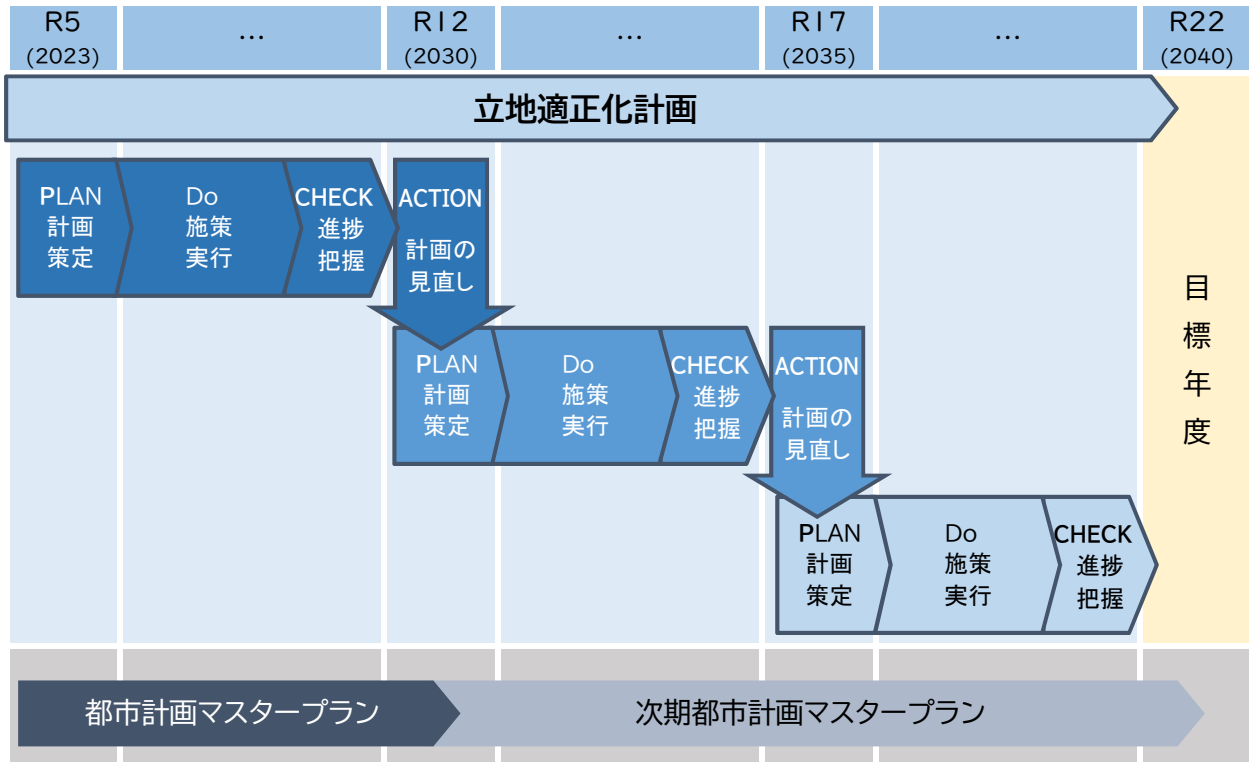 R5
(2023)
…
R12
(2030)
…
R17
(2035)
…
R22
(2040)
立地適正化計画
PLAN
計画
策定
Do
施策
実行
CHECK
進捗
把握
ACTION
計画の
見直し
PLAN
計画
策定
Do
施策
実行
CHECK
進捗
把握
ACTION
計画の
見直し
PLAN
計画
策定
Do
施策
実行
CHECK
進捗
把握
目標年度
都市計画マスタープラン
次期都市計画マスタープラン